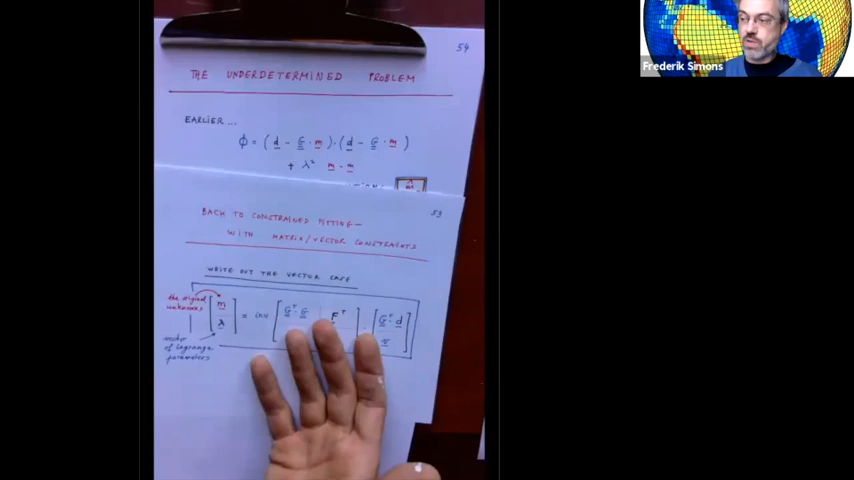 54
THE UNDERDETERMINED PROBLEM
EARLIER...
Φ = (d - G · m) · (d - G · m)
+ λ² m · m
m̂
53
BACK TO CONSTRAINED FITTING -
WITH MATRIX/VECTOR CONSTRAINTS
WRITE OUT THE VECTOR CASE
the original
unknowns
[m λ] = inv [Gᵀ · G Fᵀ] · [Gᵀ · d
vector
of lagrange
parameters
Frederik Simons